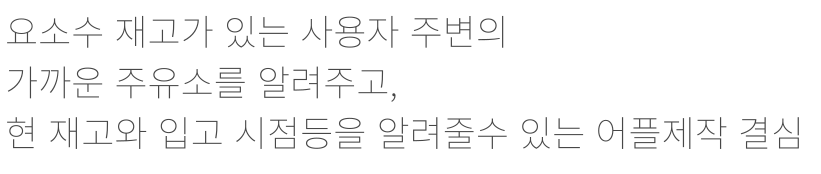 요소수 재고가 있는 사용자 주변의
가까운 주유소를 알려주고,
현 재고와 입고 시점등을 알려줄수 있는 어플제작 결심